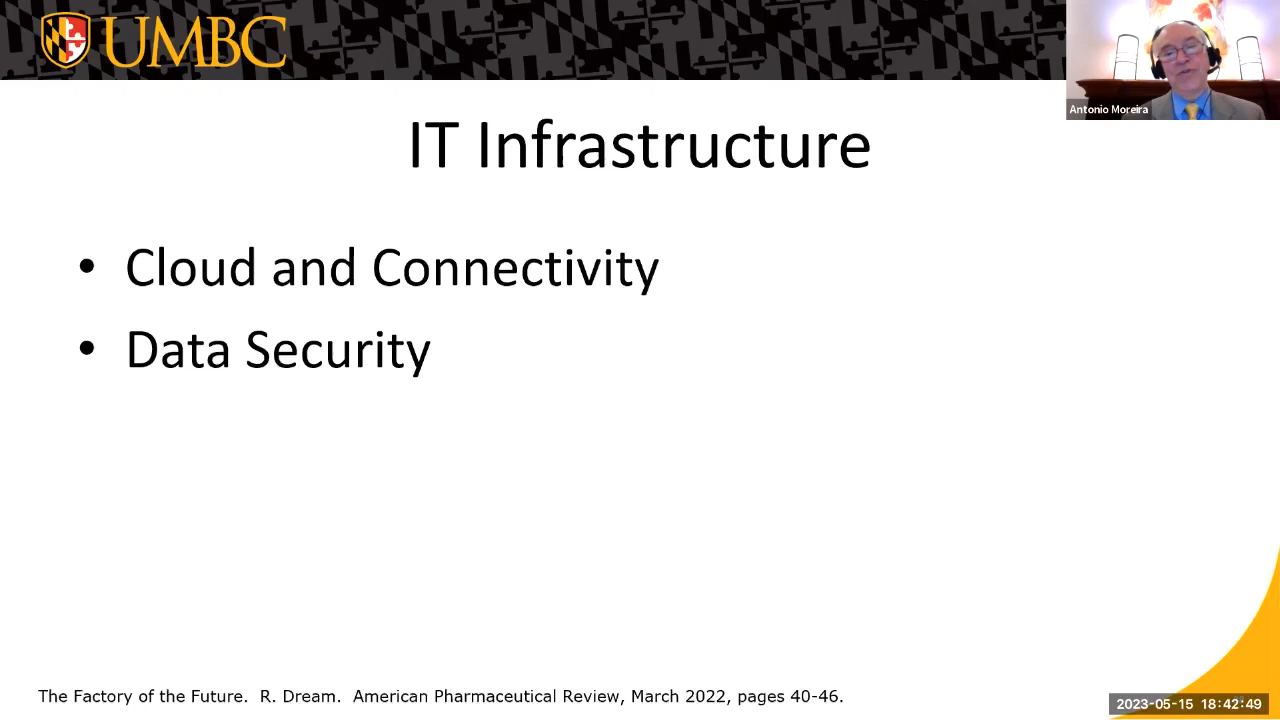 UMBC
Antonio Moreira
IT Infrastructure
• Cloud and Connectivity
• Data Security
The Factory of the Future. R. Dream. American Pharmaceutical Review, March 2022, pages 40-46.
2023-05-15 18:42:49